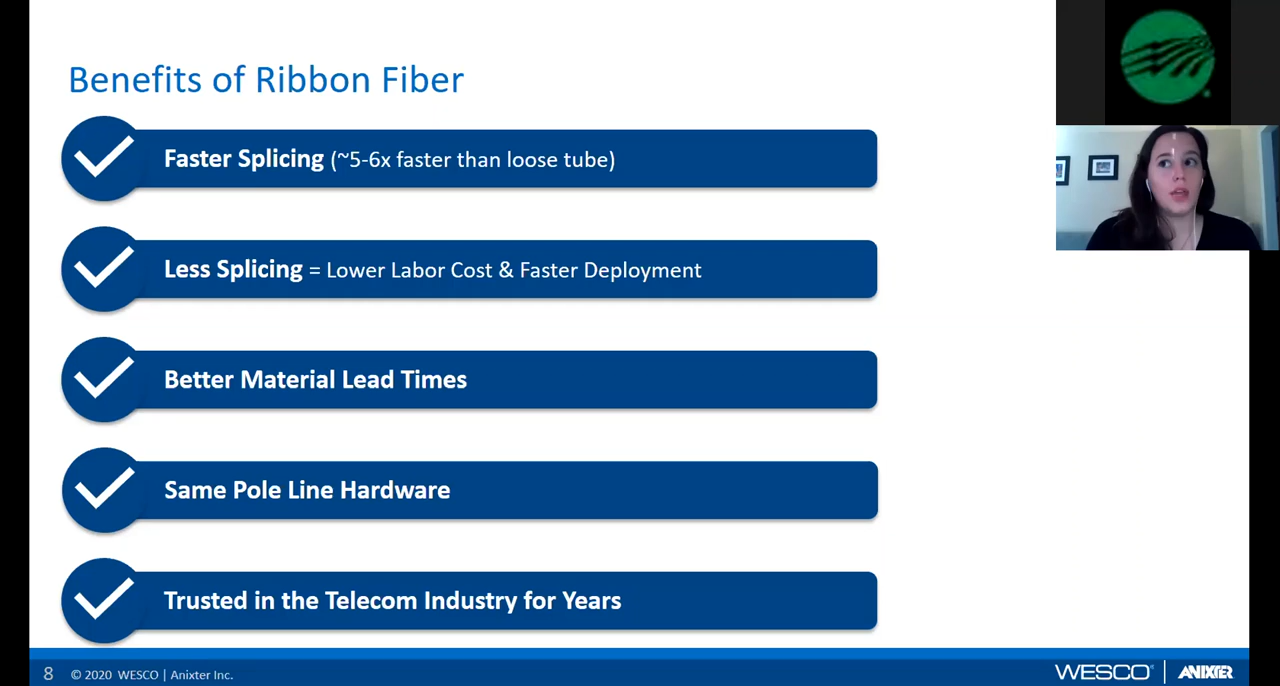 Benefits of Ribbon Fiber
Faster Splicing (~5-6x faster than loose tube)
Less Splicing = Lower Labor Cost & Faster Deployment
Better Material Lead Times
Same Pole Line Hardware
Trusted in the Telecom Industry for Years
8 © 2020 WESCO | Anixter Inc.
WESCO® | ANIXTER